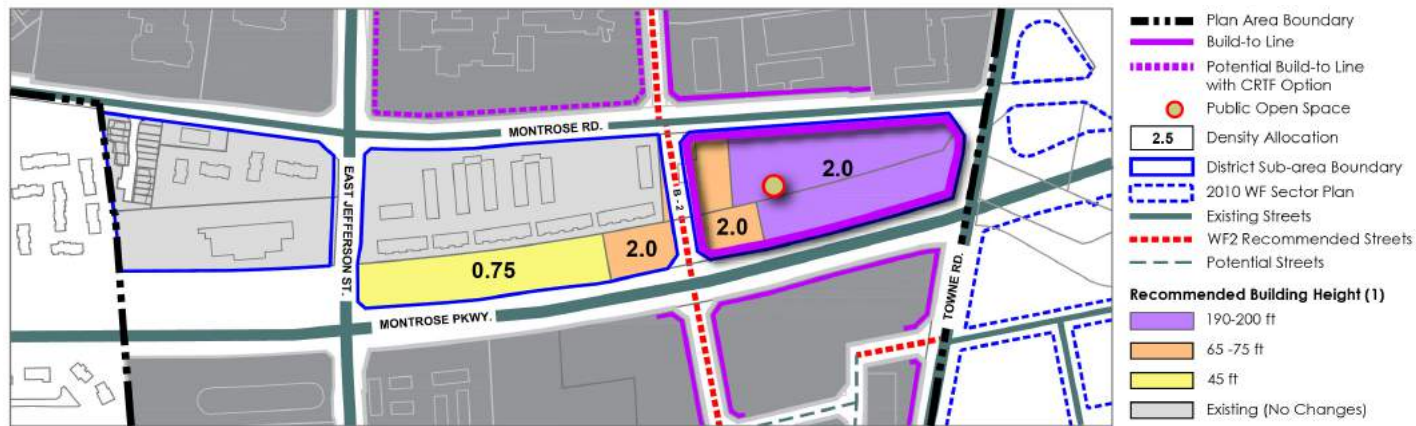 MONTROSE RD.
EAST JEFFERSON ST.
B - 2
2.0
2.0
2.0
0.75
MONTROSE PKWY.
TOWNE RD.
Plan Area Boundary
Build-to Line
Potential Build-to Line
with CRTF Option
Public Open Space
2.5 Density Allocation
District Sub-area Boundary
2010 WF Sector Plan
Existing Streets
WF2 Recommended Streets
Potential Streets
Recommended Building Height (1)
190-200 ft
65 -75 ft
45 ft
Existing (No Changes)